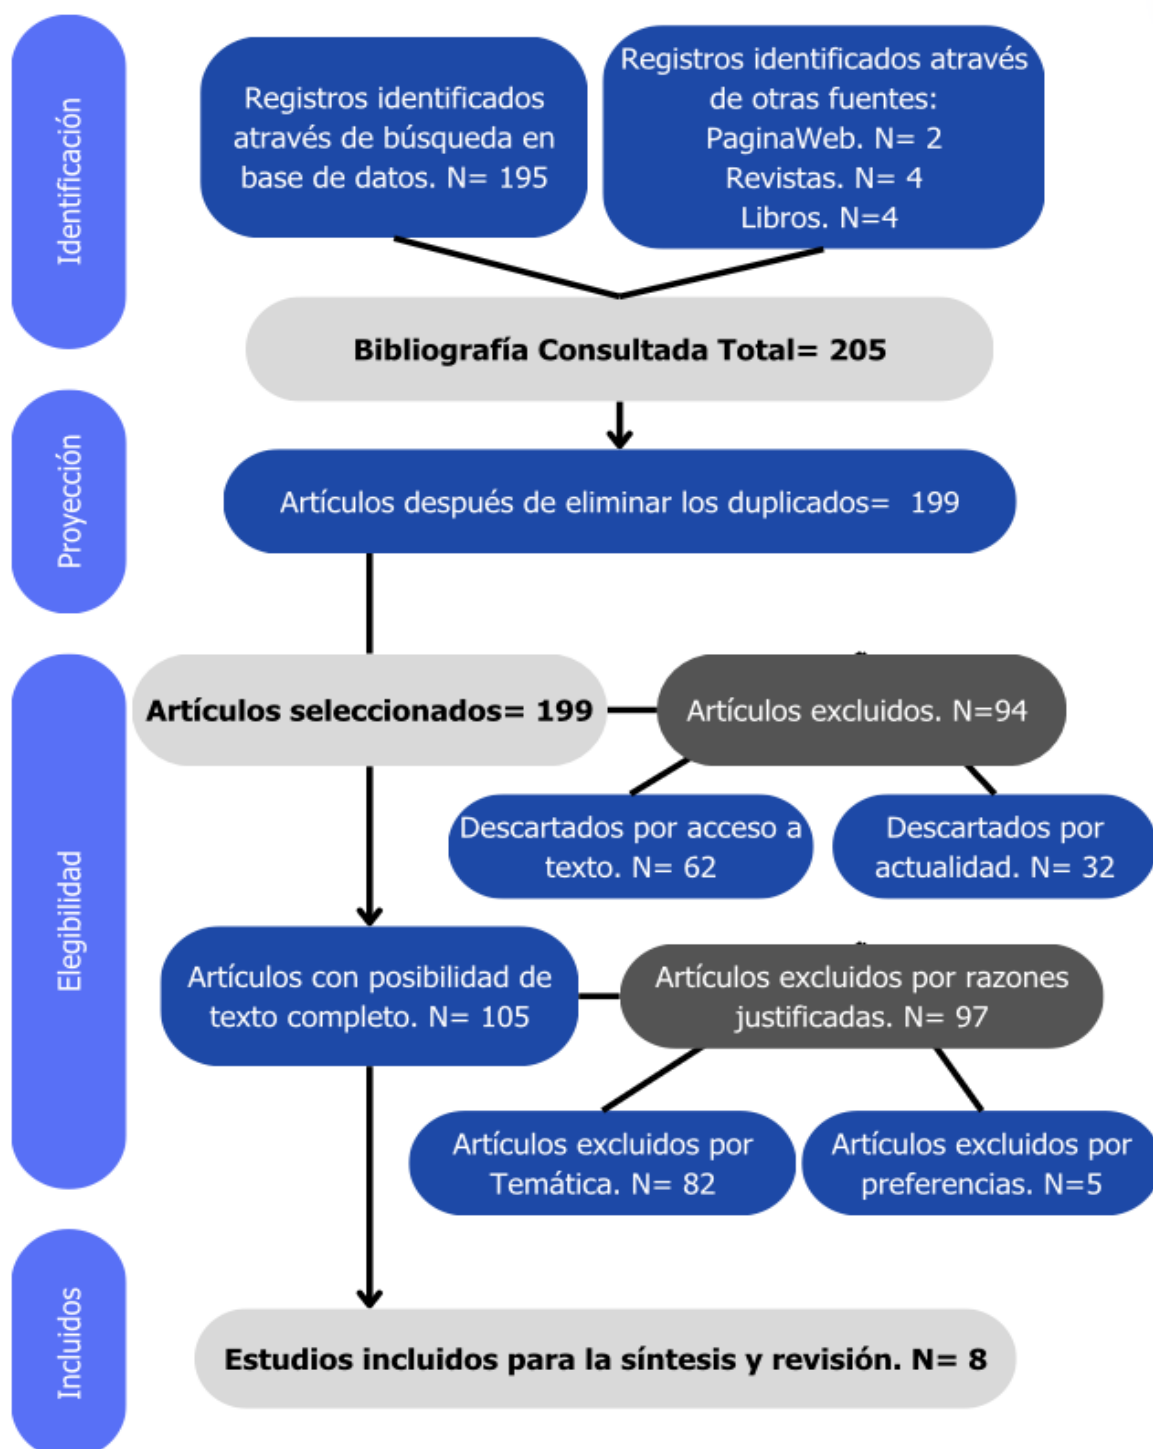 Identificación
Registros identificados
através de búsqueda en
base de datos. N= 195
Registros identificados através
de otras fuentes:
PaginaWeb. N= 2
Revistas. N= 4
Libros. N=4
Bibliografía Consultada Total= 205
Proyección
Artículos después de eliminar los duplicados= 199
Elegibilidad
Artículos seleccionados= 199
Artículos excluidos. N=94
Descartados por acceso a
texto. N= 62
Descartados por
actualidad. N= 32
Artículos con posibilidad de
texto completo. N= 105
Artículos excluidos por razones
justificadas. N= 97
Artículos excluidos por
Temática. N= 82
Artículos excluidos por
preferencias. N=5
Incluidos
Estudios incluidos para la síntesis y revisión. N= 8